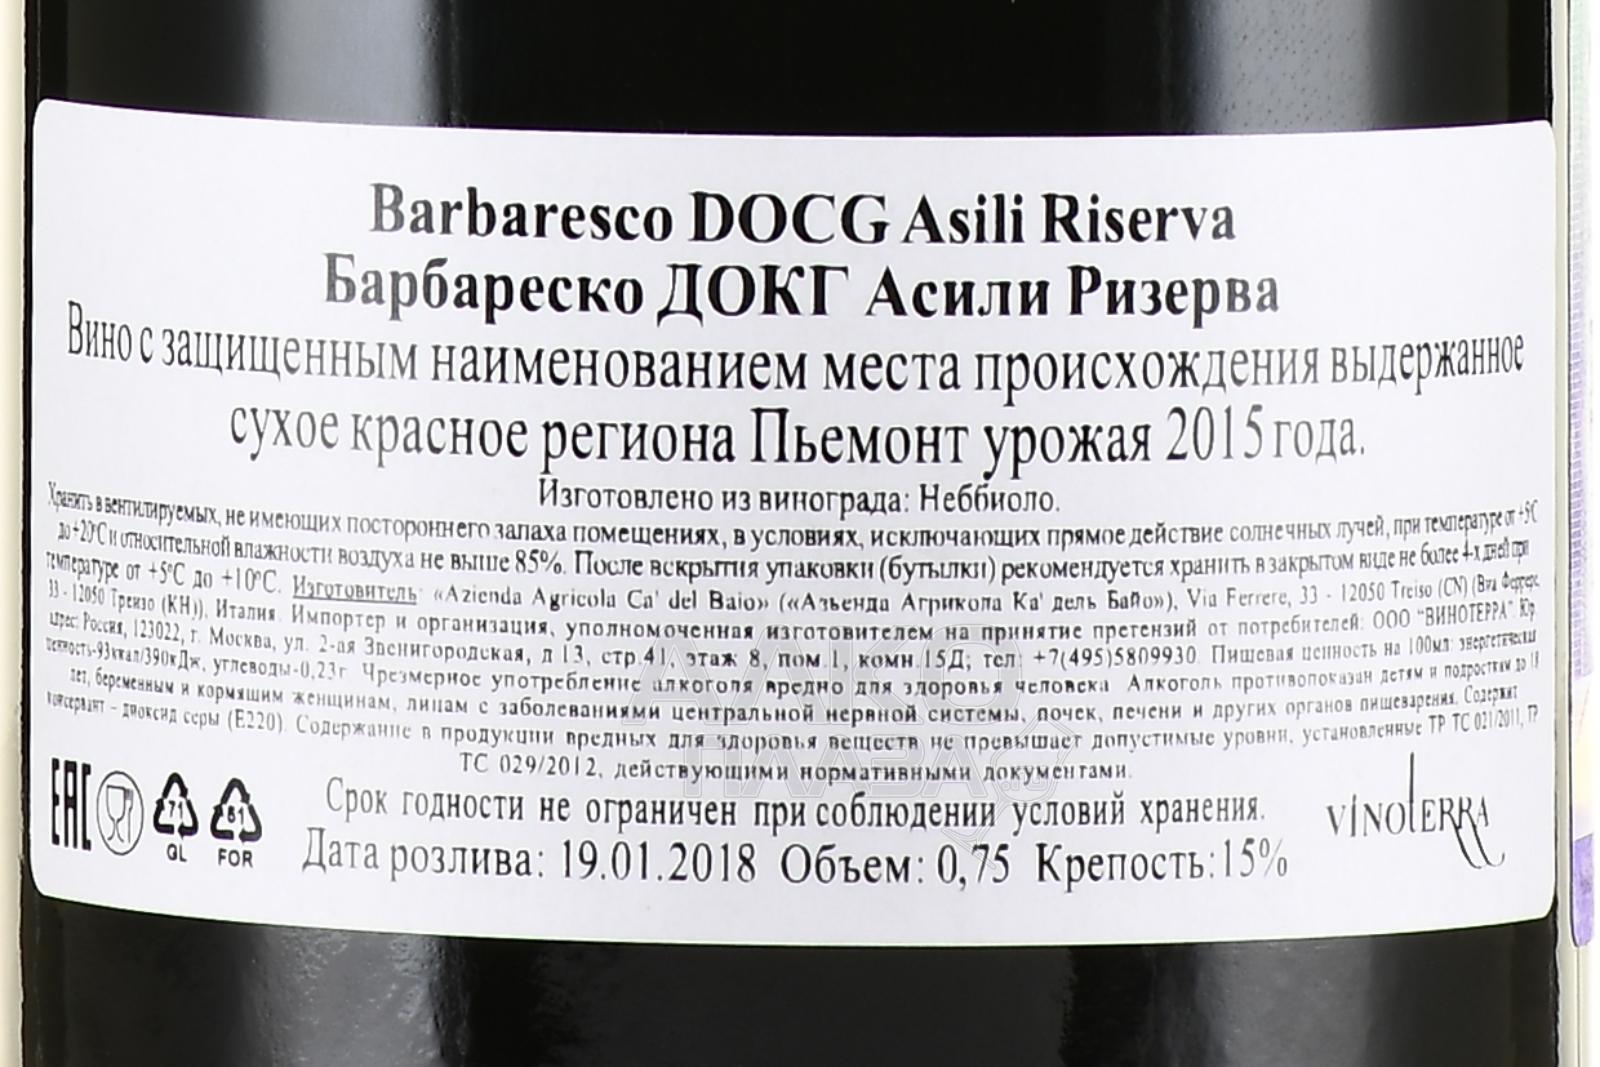 Barbaresco DOCG Asili Riserva
Барбареско ДОКГ Асили Ризерва
Вино с защищенным наименованием места происхождения выдержанное
сухое красное региона Пьемонт урожая 2015 года.
Изготовлено из винограда: Неббиоло.
Хранить в вентилируемых, не имеющих постороннего запаха помещениях, в условиях, исключающих прямое действие солнечных лучей, при температуре от +5°C
до +20°C и относительной влажности воздуха не выше 85%. После вскрытия упаковки (бутылки) рекомендуется хранить в закрытом виде не более 4-х дней при
температуре от +5°C до +10°C. Изготовитель: «Azienda Agricola Ca' del Baio» («Азьенда Агрикола Ка' дель Байо»), Via Ferrere, 33 - 12050 Treiso (CN) (Виа Феррере,
33 - 12050 Треизо (КН)). Италия. Импортер и организация, уполномоченная изготовителем на принятие претензий от потребителей: ООО "ВИНОТЕРРА". Юр.
адрес: Россия, 123022, г. Москва, ул. 2-ая Звенигородская, д 13, стр.41, этаж 8, пом.1, комн.15Д; тел: +7(495)5809930. Пищевая ценность на 100мл: энергетическая
ценность-93ккал/390кДж, углеводы-0,23г. Чрезмерное употребление алкоголя вредно для здоровья человека. Алкоголь противопоказан детям и подросткам до 18
лет, беременным и кормящим женщинам, лицам с заболеваниями центральной нервной системы, почек, печени и других органов пищеварения. Содержит
консервант – диоксид серы (E220). Содержание в продукции вредных для здоровья веществ не превышает допустимые уровни, установленные ТР ТС 021/2011, ТР
ТС 029/2012, действующими нормативными документами.
Срок годности не ограничен при соблюдении условий хранения.
Дата розлива: 19.01.2018 Объем: 0,75 Крепость:15%
EAC
71
GL
61
FOR
VINOTERRA
АЛКО
ПЛАЗА